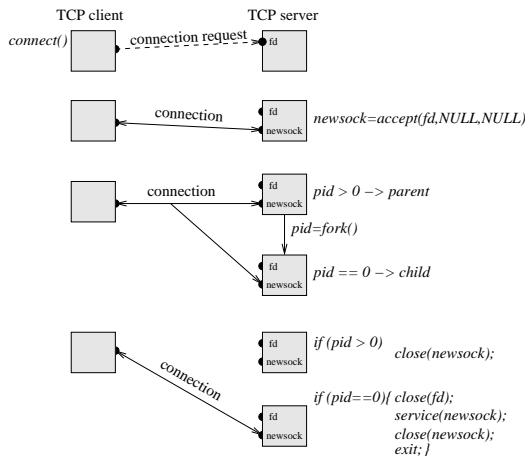 TCP client
TCP server
connect()
connection request
fd
connection
fd
newsock
newsock=accept(fd,NULL,NULL)
connection
fd
newsock
pid > 0 −> parent
pid=fork()
fd
newsock
pid == 0 −> child
fd
newsock
if (pid > 0)
close(newsock);
connection
fd
newsock
if (pid==0){ close(fd);
service(newsock);
close(newsock);
exit; }